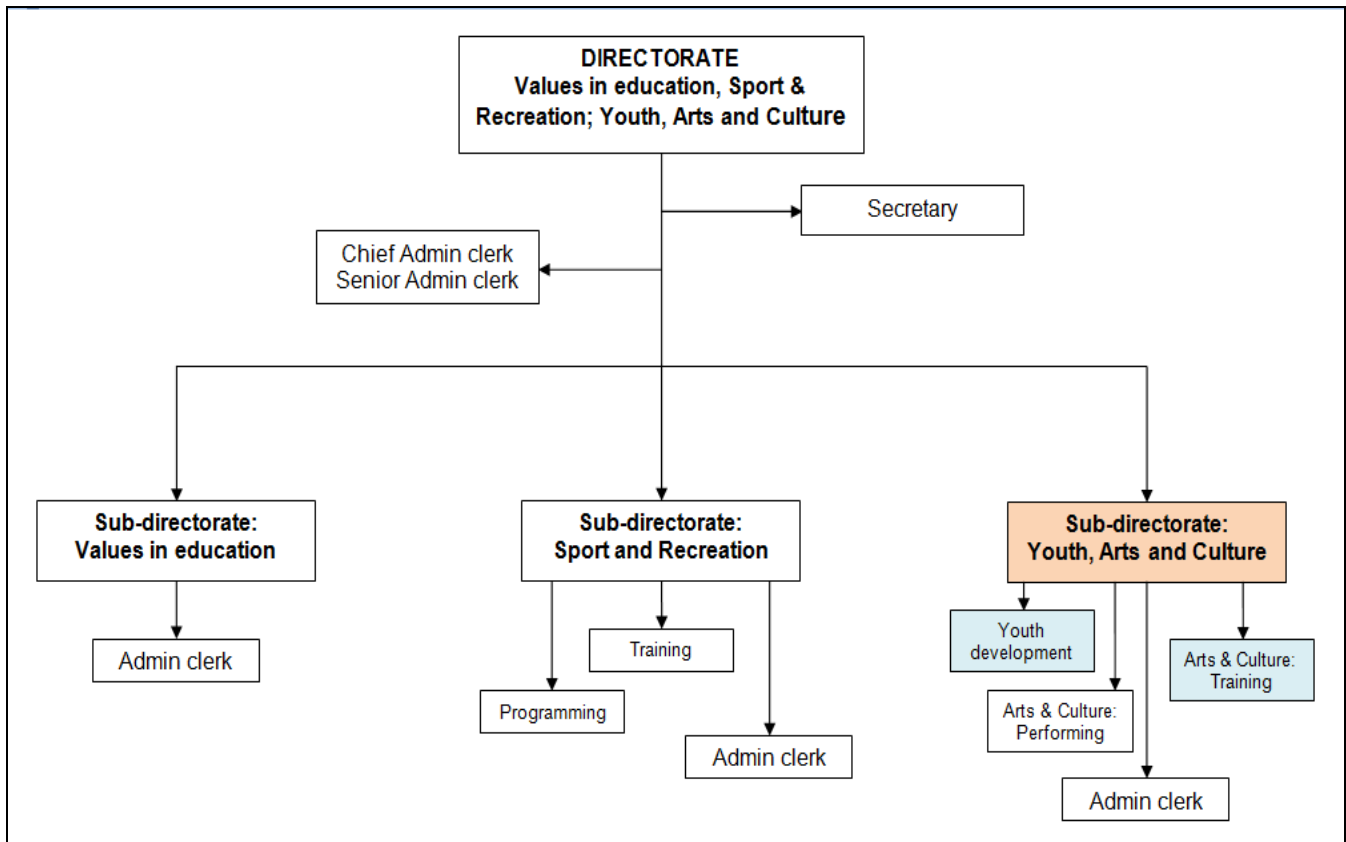 DIRECTORATE
Values in education, Sport &
Recreation; Youth, Arts and Culture
Secretary
Chief Admin clerk
Senior Admin clerk
Sub-directorate:
Values in education
Admin clerk
Sub-directorate:
Sport and Recreation
Training
Programming
Admin clerk
Sub-directorate:
Youth, Arts and Culture
Youth
development
Arts & Culture:
Training
Arts & Culture:
Performing
Admin clerk